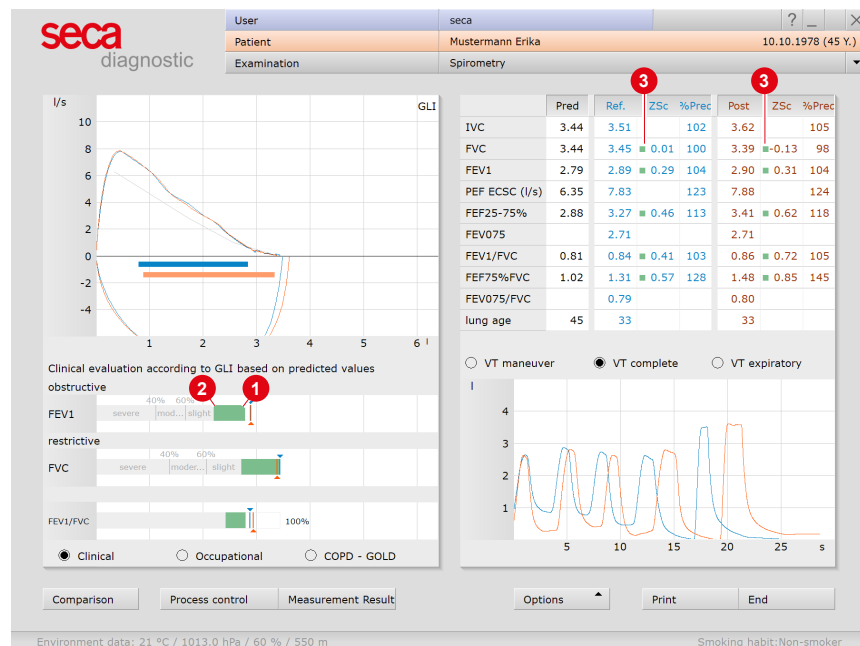 seca
diagnostic
User seca ? _ X
Patient Mustermann Erika 10.10.1978 (45 Y.)
Examination Spirometry
3 3
l/s GLI
10
8
6
4
2
0
-2
-4
1 2 3 4 5 6 l
Pred Ref. ZSc %Prec Post ZSc %Prec
IVC 3.44 3.51 102 3.62 105
FVC 3.44 3.45 0.01 100 3.39 -0.13 98
FEV1 2.79 2.89 0.29 104 2.90 0.31 104
PEF ECSC (l/s) 6.35 7.83 123 7.88 124
FEF25-75% 2.88 3.27 0.46 113 3.41 0.62 118
FEV075 2.71 2.71
FEV1/FVC 0.81 0.84 0.41 103 0.86 0.72 105
FEF75%FVC 1.02 1.31 0.57 128 1.48 0.85 145
FEV075/FVC 0.79 0.80
lung age 45 33 33
Clinical evaluation according to GLI based on predicted values
obstructive
2 1
40% 60%
FEV1 severe mod... slight
restrictive
40% 60%
FVC severe moder... slight
FEV1/FVC 100%
Clinical Occupational COPD - GOLD
VT maneuver VT complete VT expiratory
l
4
3
2
1
5 10 15 20 25 s
Comparison Process control Measurement Result Options Print End
Environment data: 21 °C / 1013.0 hPa / 60 % / 550 m Smoking habit:Non-smoker